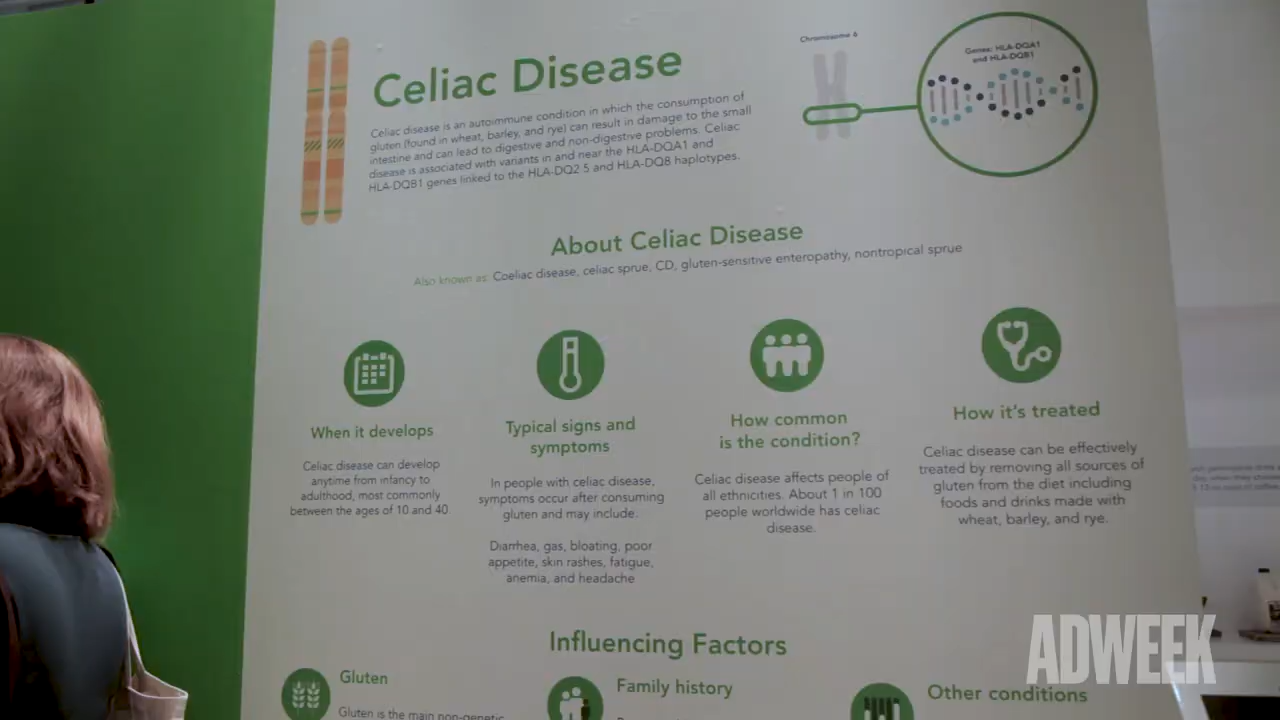 Celiac Disease
Celiac disease is an autoimmune condition in which the consumption of
gluten (found in wheat, barley, and rye) can result in damage to the small
intestine and can lead to digestive and non-digestive problems. Celiac
disease is associated with variants in and near the HLA-DQA1 and
HLA-DQB1 genes linked to the HLA-DQ2.5 and HLA-DQ8 haplotypes.
Chromosome 6
Genes: HLA-DQA1
and HLA-DQB1
About Celiac Disease
Also known as: Coeliac disease, celiac sprue, CD, gluten-sensitive enteropathy, nontropical sprue
When it develops
Celiac disease can develop
anytime from infancy to
adulthood, most commonly
between the ages of 10 and 40
Typical signs and
symptoms
In people with celiac disease,
symptoms occur after consuming
gluten and may include:
Diarrhea, gas, bloating, poor
appetite, skin rashes, fatigue,
anemia, and headache
How common
is the condition?
Celiac disease affects people of
all ethnicities. About 1 in 100
people worldwide has celiac
disease.
How it's treated
Celiac disease can be effectively
treated by removing all sources of
gluten from the diet including
foods and drinks made with
wheat, barley, and rye.
Influencing Factors
Gluten
Gluten is the main non-genetic
Family history
Other conditions
ADWEEK